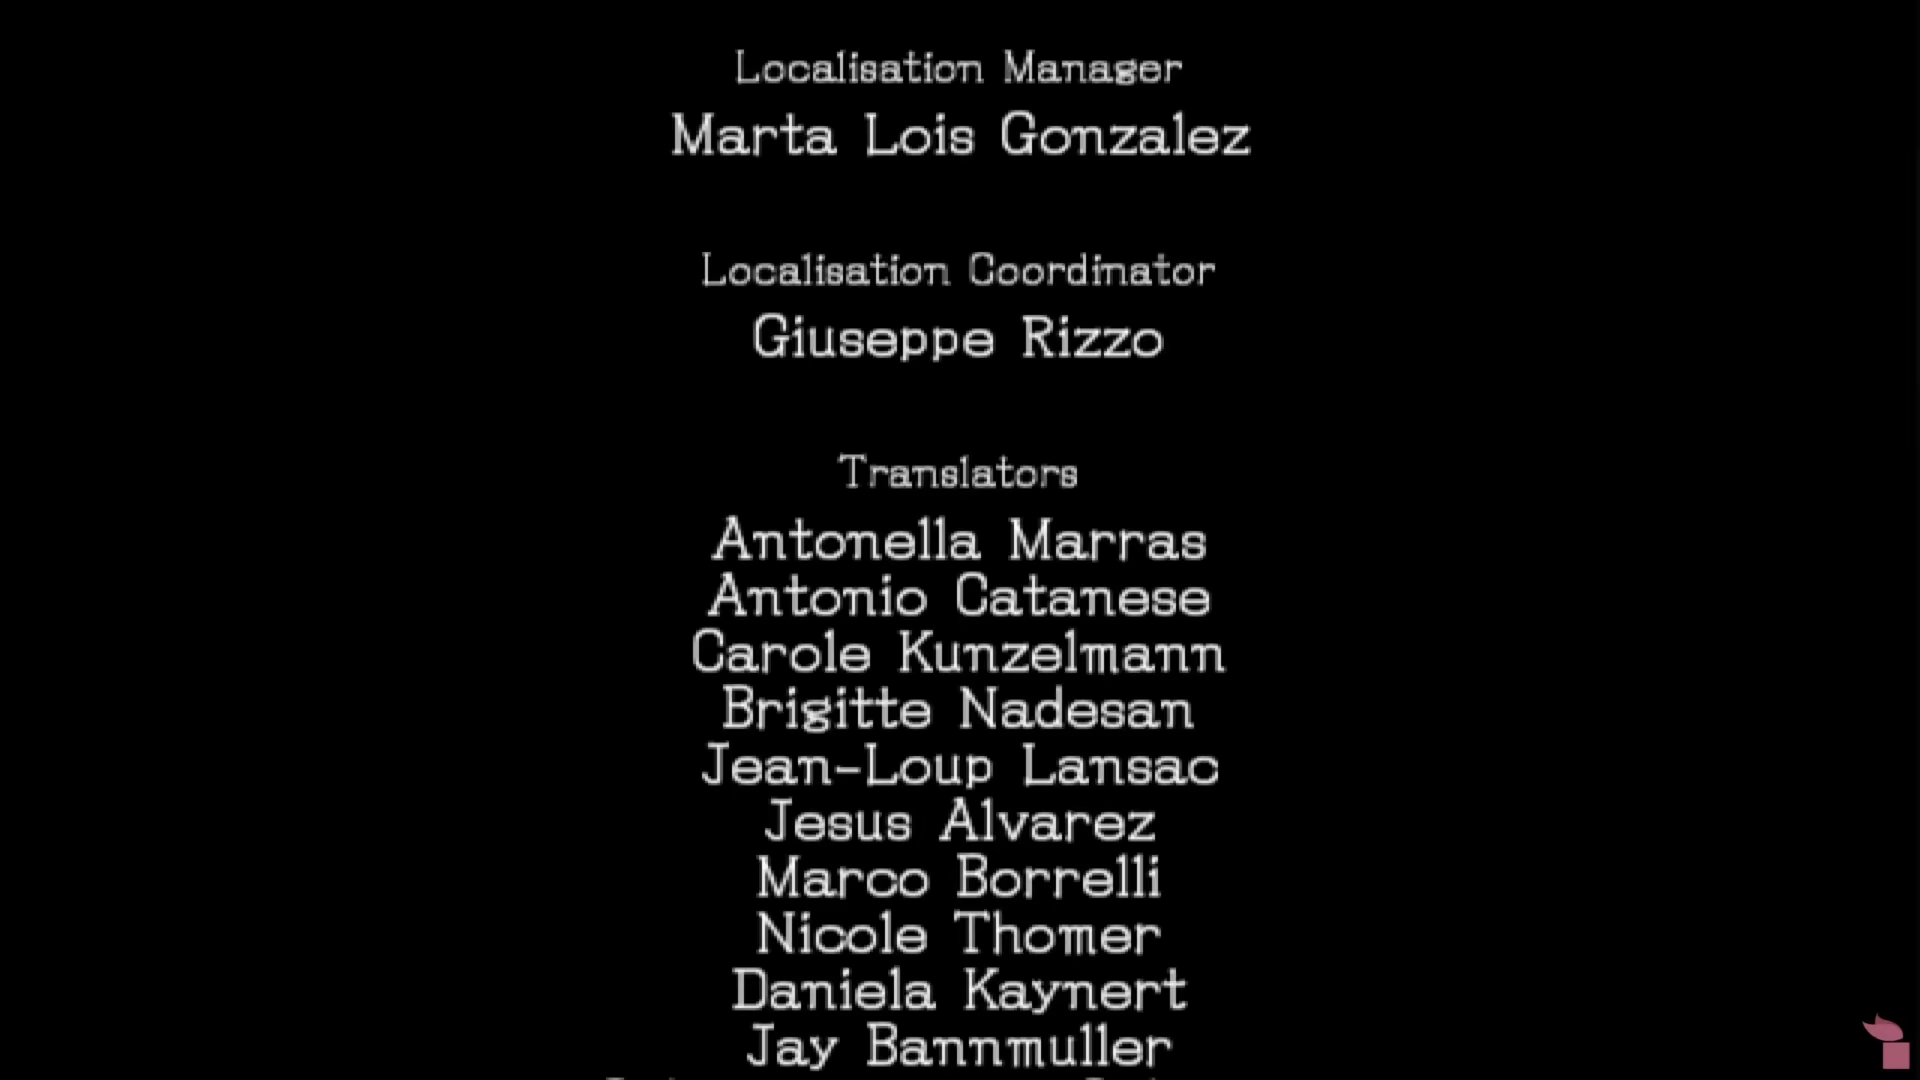 Localisation Manager
Marta Lois Gonzalez
Localisation Coordinator
Giuseppe Rizzo
Translators
Antonella Marras
Antonio Catanese
Carole Kunzelmann
Brigitte Nadesan
Jean-Loup Lansac
Jesus Alvarez
Marco Borrelli
Nicole Thomer
Daniela Kaynert
Jay Bannmuller